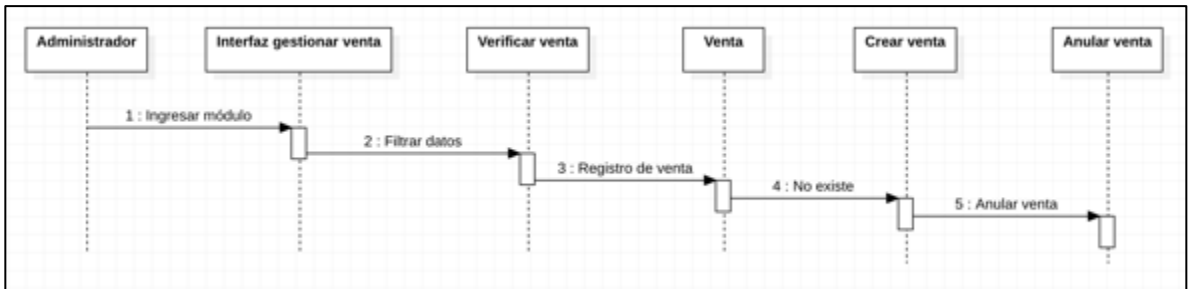 Administrador
Interfaz gestionar venta
Verificar venta
Venta
Crear venta
Anular venta
1 : Ingresar módulo
2 : Filtrar datos
3 : Registro de venta
4 : No existe
5 : Anular venta